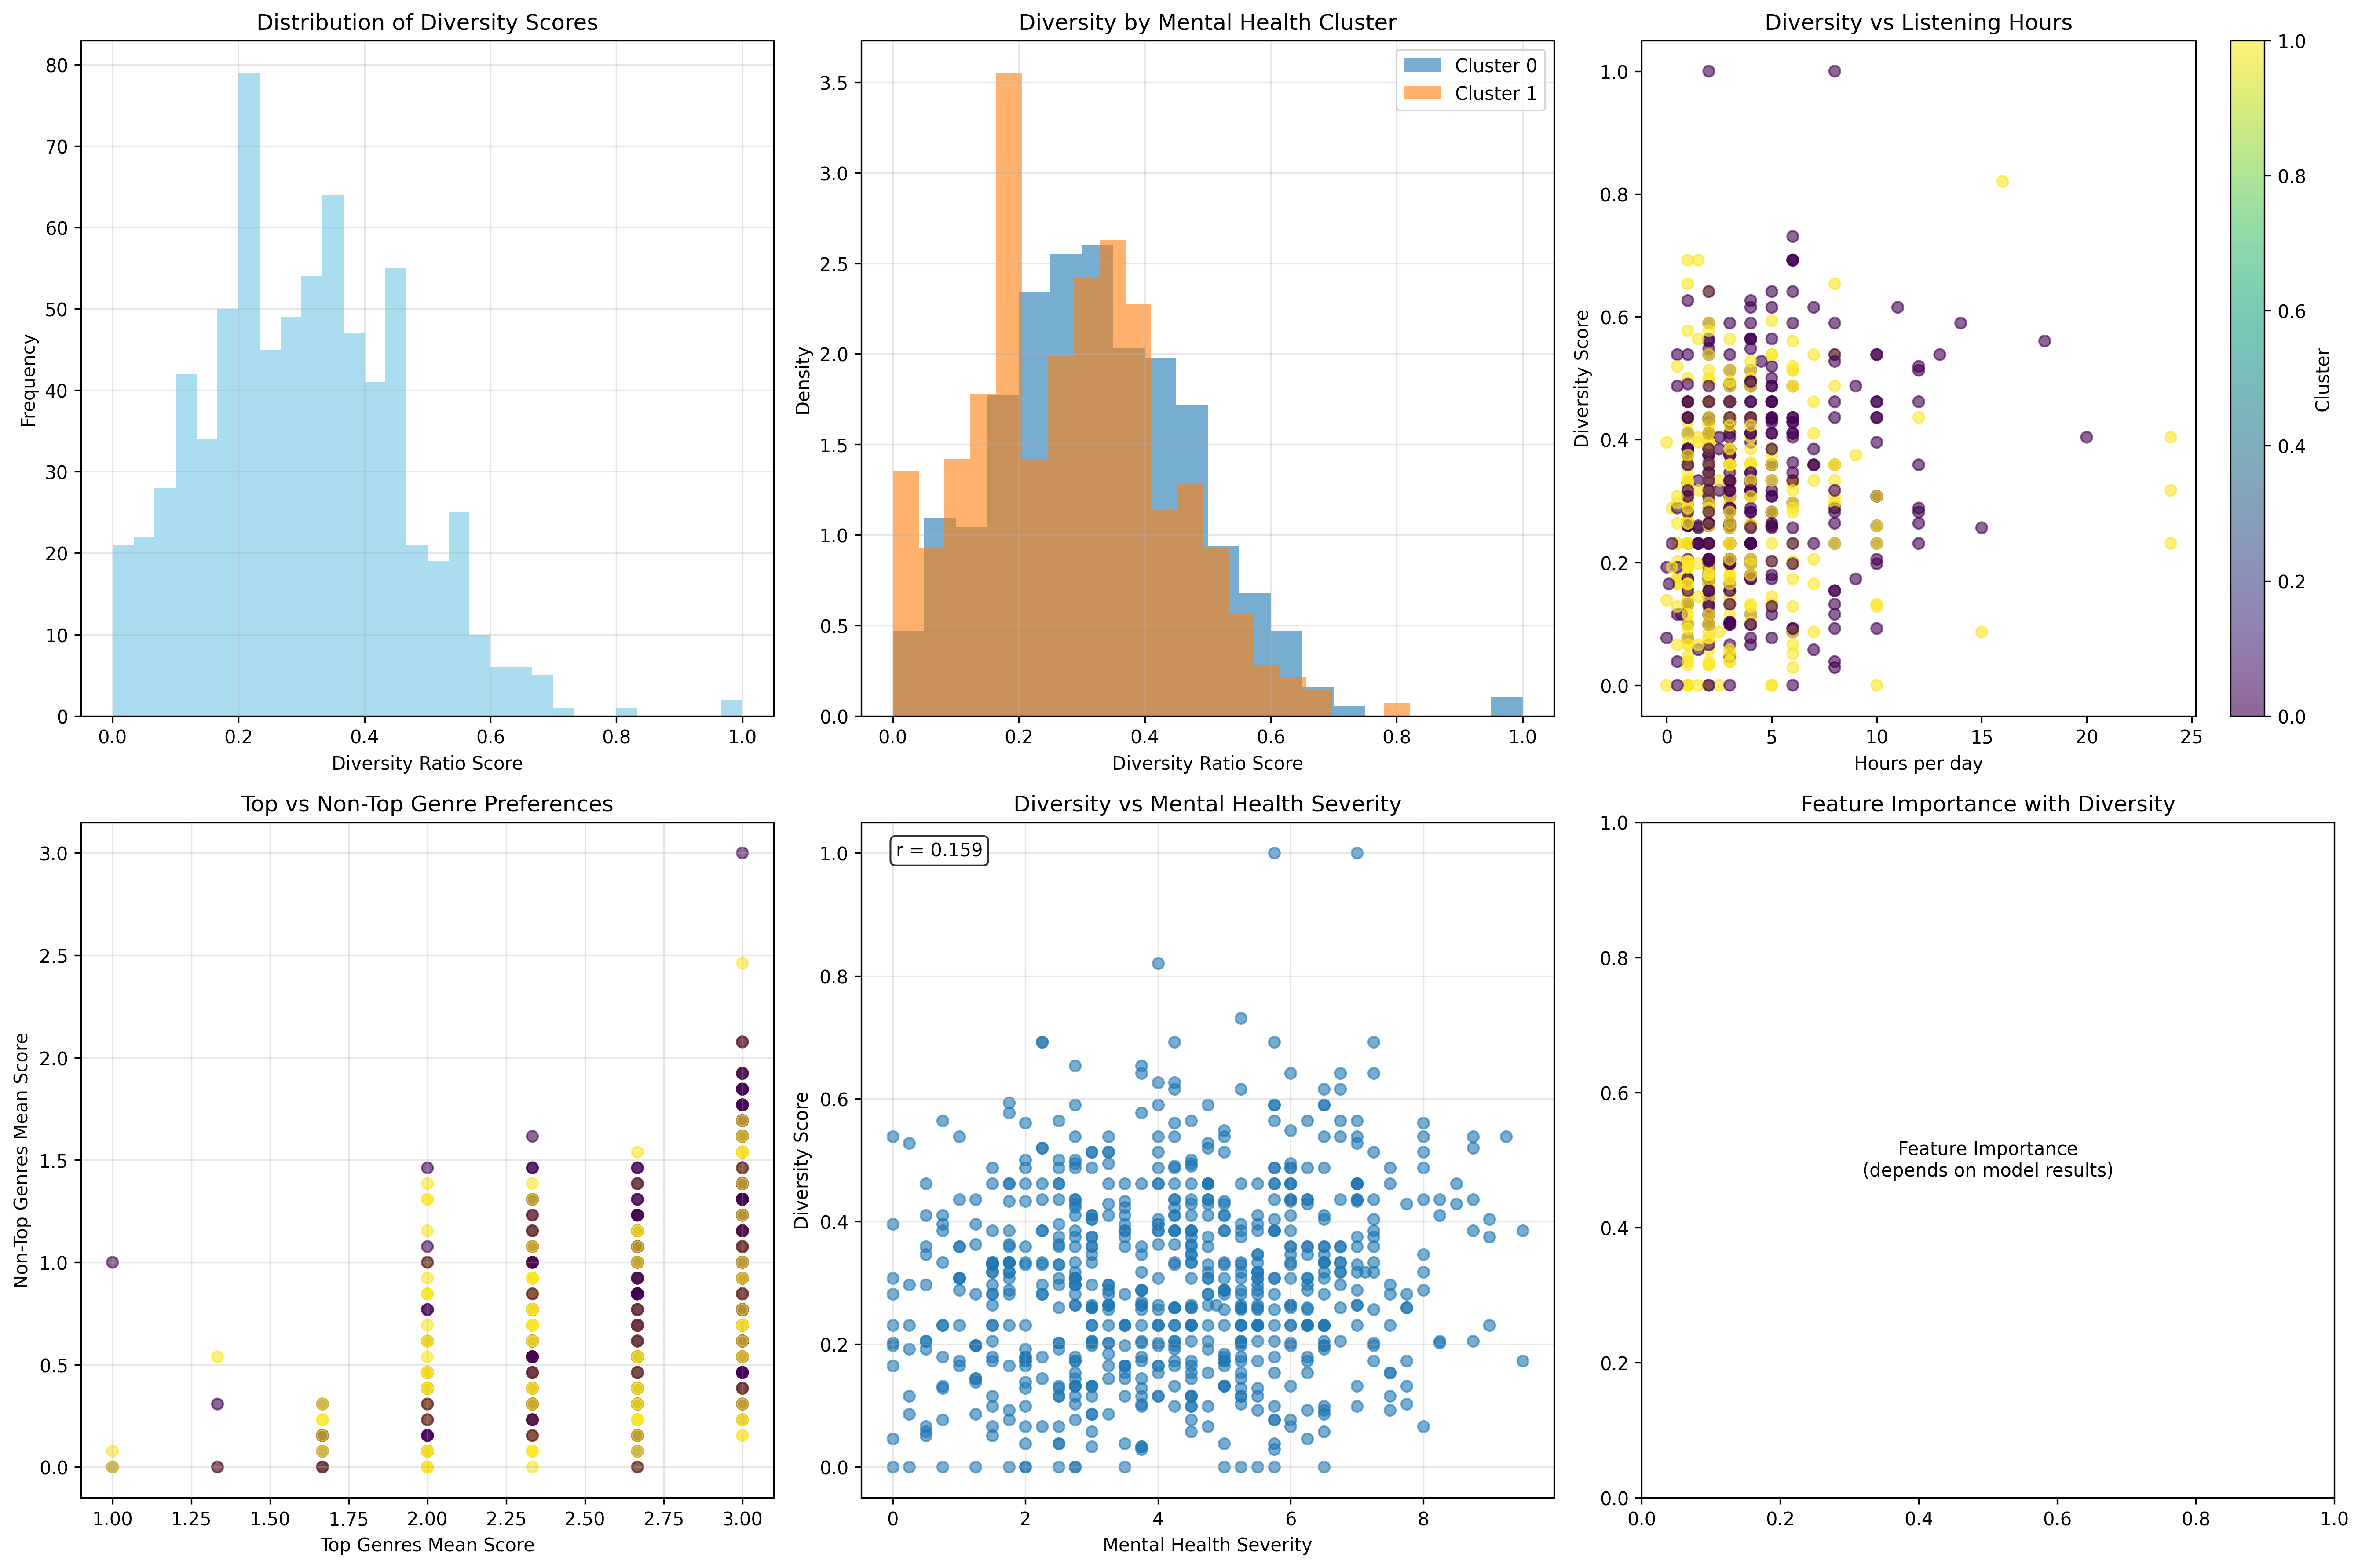 Distribution of Diversity Scores
80
70
60
50
40
30
20
10
0
Frequency
0.0 0.2 0.4 0.6 0.8 1.0
Diversity Ratio Score
Diversity by Mental Health Cluster
Cluster 0
Cluster 1
3.5
3.0
2.5
2.0
1.5
1.0
0.5
0.0
Density
0.0 0.2 0.4 0.6 0.8 1.0
Diversity Ratio Score
Diversity vs Listening Hours
1.0
0.8
0.6
0.4
0.2
0.0
Diversity Score
0 5 10 15 20 25
Hours per day
1.0
0.8
0.6
0.4
0.2
0.0
Cluster
Top vs Non-Top Genre Preferences
3.0
2.5
2.0
1.5
1.0
0.5
0.0
Non-Top Genres Mean Score
1.00 1.25 1.50 1.75 2.00 2.25 2.50 2.75 3.00
Top Genres Mean Score
Diversity vs Mental Health Severity
r = 0.159
1.0
0.8
0.6
0.4
0.2
0.0
Diversity Score
0 2 4 6 8
Mental Health Severity
Feature Importance with Diversity
1.0
0.8
0.6
0.4
0.2
0.0
Feature Importance
(depends on model results)
0.0 0.2 0.4 0.6 0.8 1.0